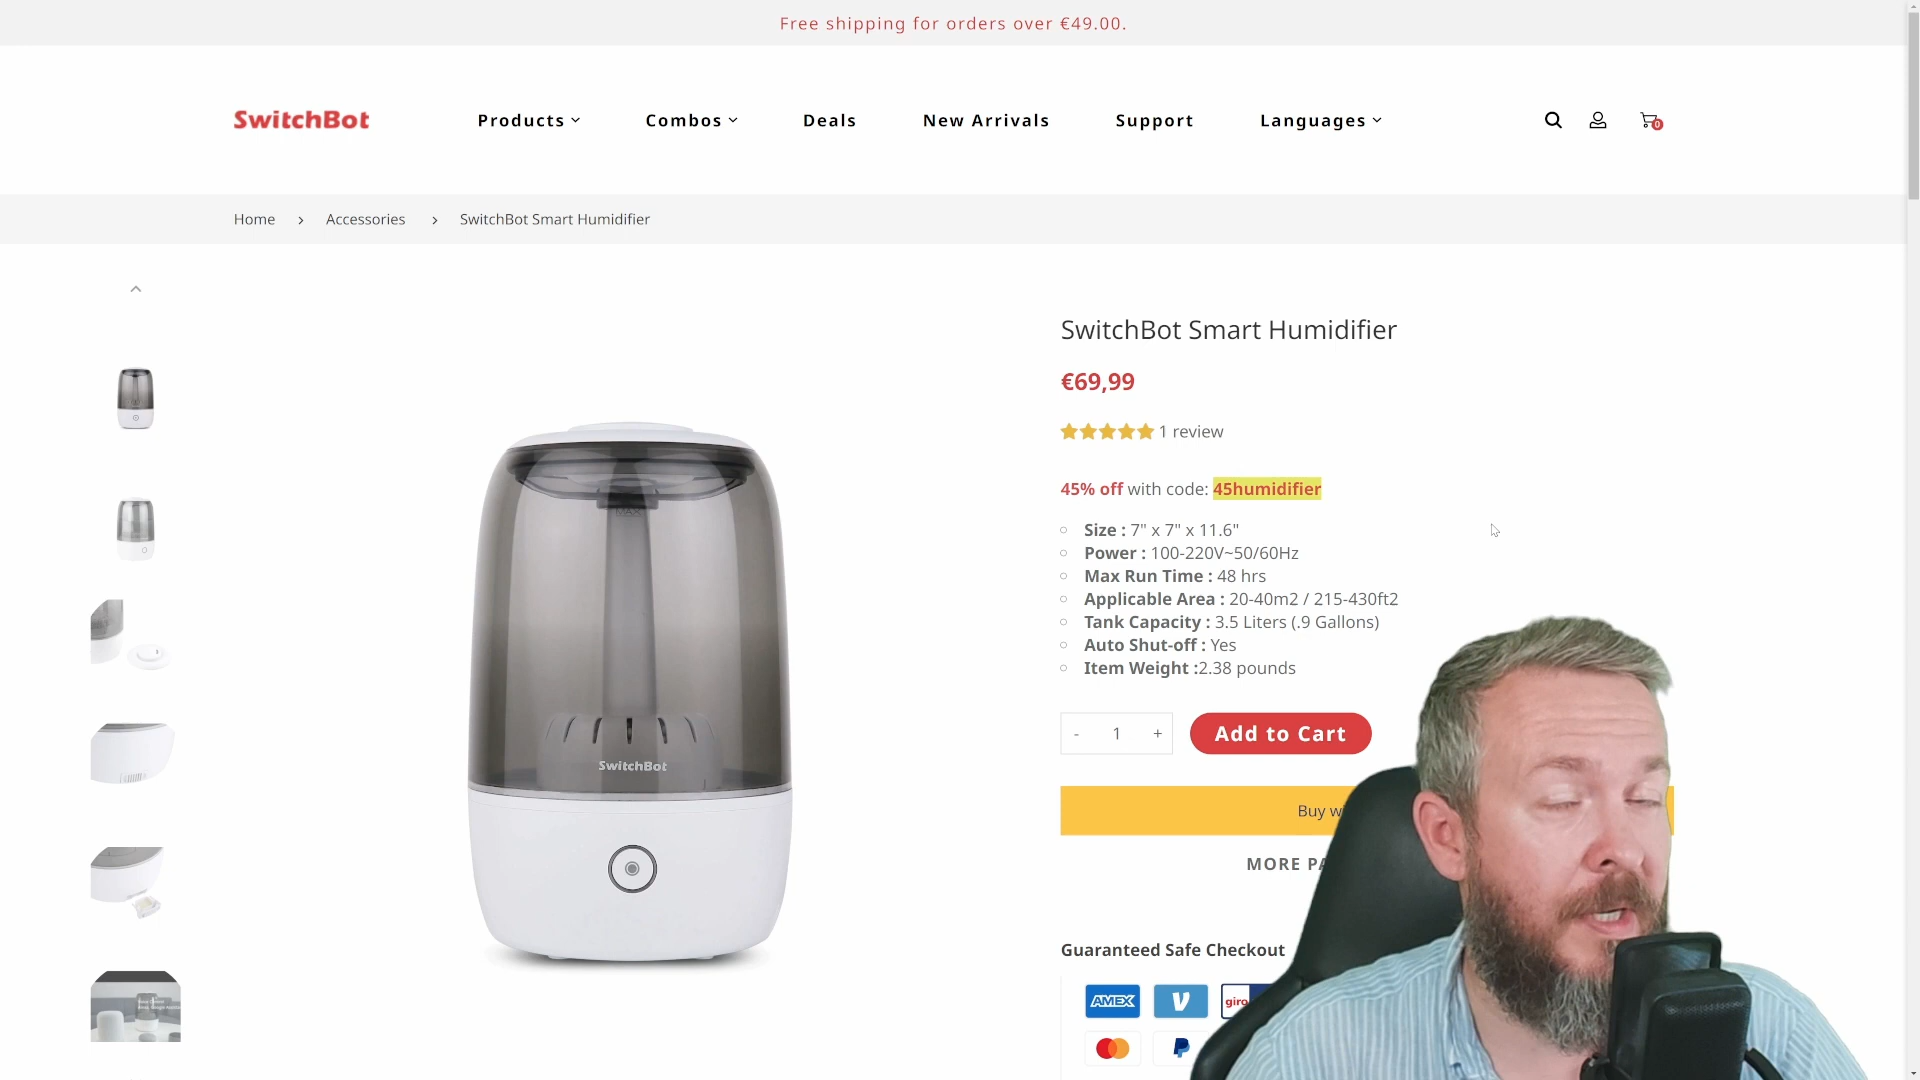 Free shipping for orders over €49.00.
SwitchBot
Products
Combos
Deals
New Arrivals
Support
Languages
0
Home
Accessories
SwitchBot Smart Humidifier
SwitchBot Smart Humidifier
€69,99
1 review
45% off with code: 45humidifier
Size : 7" x 7" x 11.6"
Power : 100-220V~50/60Hz
Max Run Time : 48 hrs
Applicable Area : 20-40m2 / 215-430ft2
Tank Capacity : 3.5 Liters (.9 Gallons)
Auto Shut-off : Yes
Item Weight :2.38 pounds
- 1 +
Add to Cart
Buy
MORE
Guaranteed Safe Checkout
AMEX
giro
MAX
SwitchBot